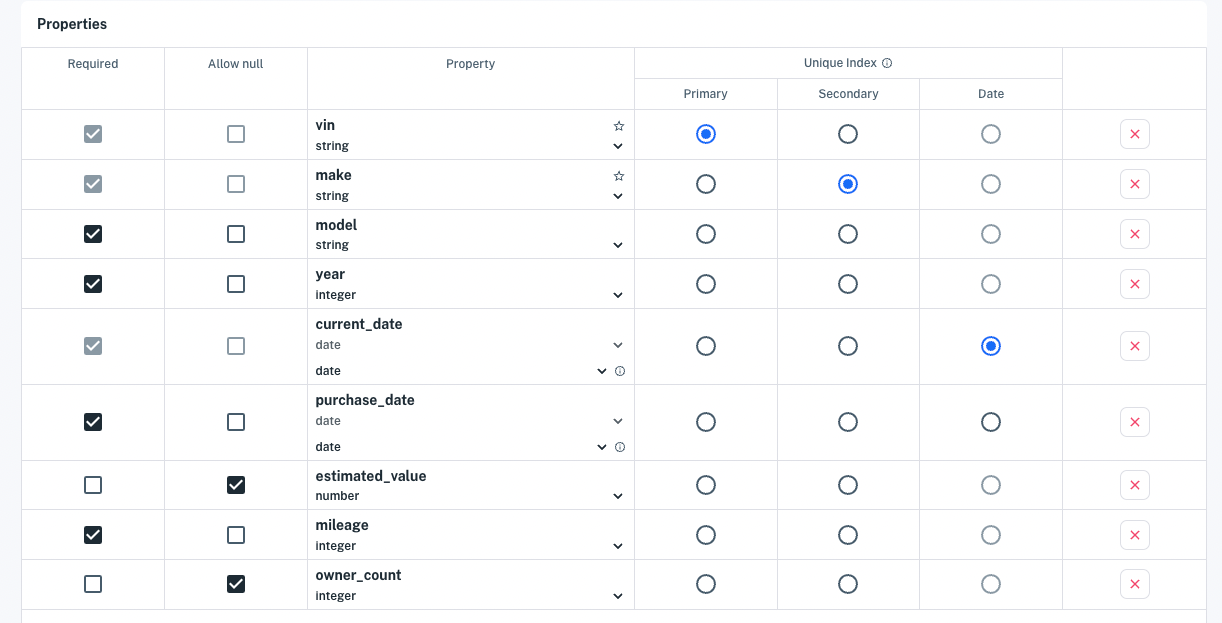 Properties
Required Allow null Property Unique Index
Primary Secondary Date
vin
string
make
string
model
string
year
integer
current_date
date
date
purchase_date
date
date
estimated_value
number
mileage
integer
owner_count
integer